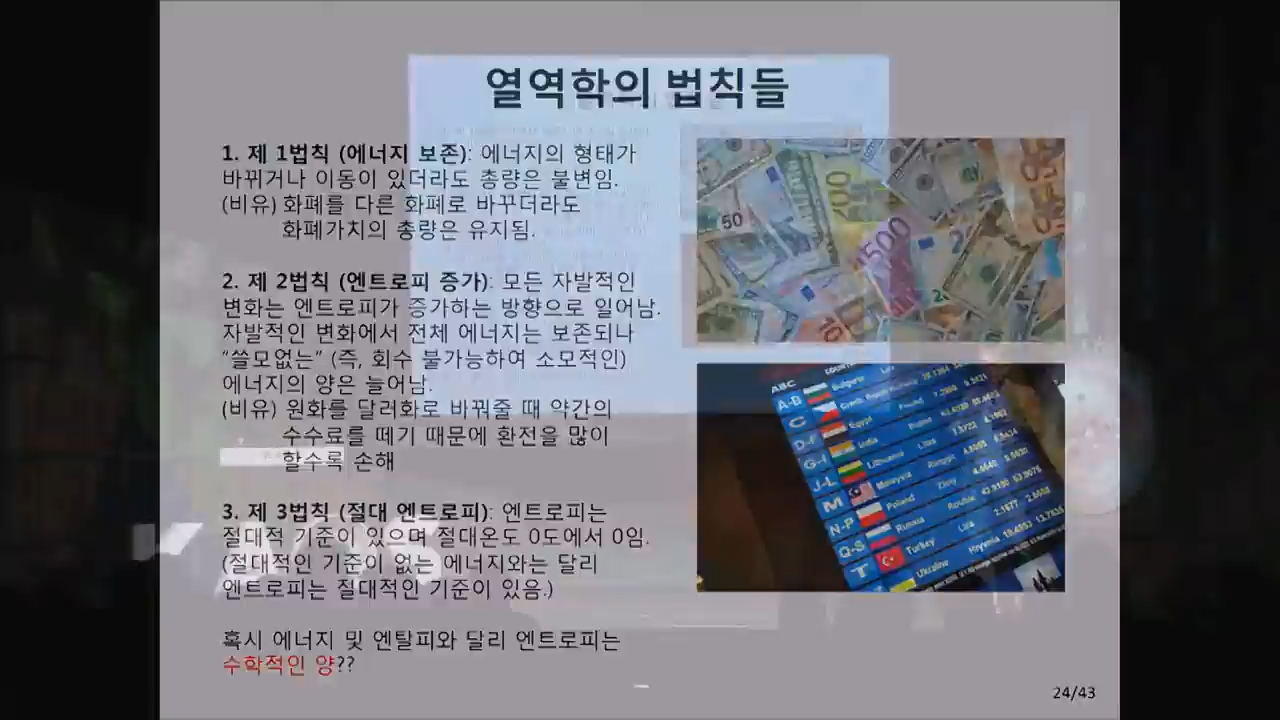 열역학의 법칙들
1. 제 1법칙 (에너지 보존): 에너지의 형태가
바뀌거나 이동이 있더라도 총량은 불변임.
(비유) 화폐를 다른 화폐로 바꾸더라도
화폐가치의 총량은 유지됨.
2. 제 2법칙 (엔트로피 증가): 모든 자발적인
변화는 엔트로피가 증가하는 방향으로 일어남.
자발적인 변화에서 전체 에너지는 보존되나
"쓸모없는" (즉, 회수 불가능하여 소모적인)
에너지의 양은 늘어남.
(비유) 원화를 달러화로 바꿔줄 때 약간의
수수료를 떼기 때문에 환전을 많이
할수록 손해
3. 제 3법칙 (절대 엔트로피): 엔트로피는
절대적 기준이 있으며 절대온도 0도에서 0임.
(절대적인 기준이 없는 에너지와는 달리
엔트로피는 절대적인 기준이 있음.)
혹시 에너지 및 엔탈피와 달리 엔트로피는
수학적인 양??
50
200
500
ABC
A-B
C
G-I
J-L
M
N-P
Q-S
T
Bulgaria
Egypt
India
Lithuania
Malaysia
Poland
Russia
Turkey
Ukraine
24/43